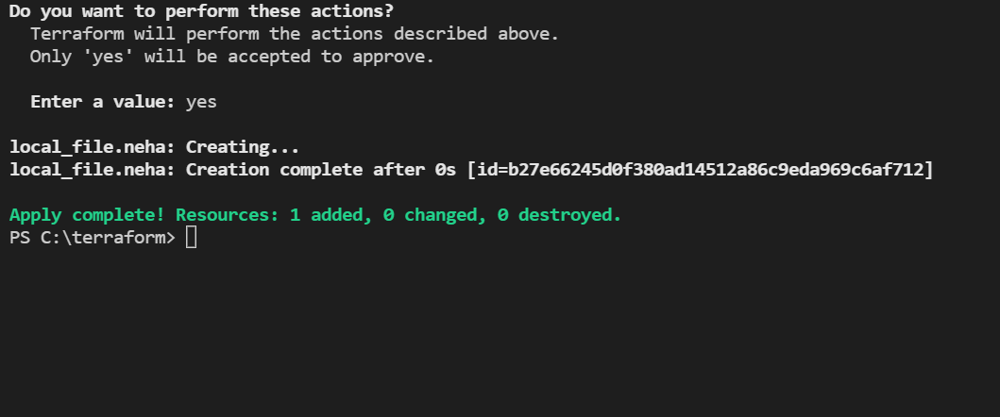 Do you want to perform these actions?
Terraform will perform the actions described above.
Only 'yes' will be accepted to approve.
Enter a value: yes
local_file.neha: Creating...
local_file.neha: Creation complete after 0s [id=b27e66245d0f380ad14512a86c9eda969c6af712]
Apply complete! Resources: 1 added, 0 changed, 0 destroyed.
PS C:\terraform>